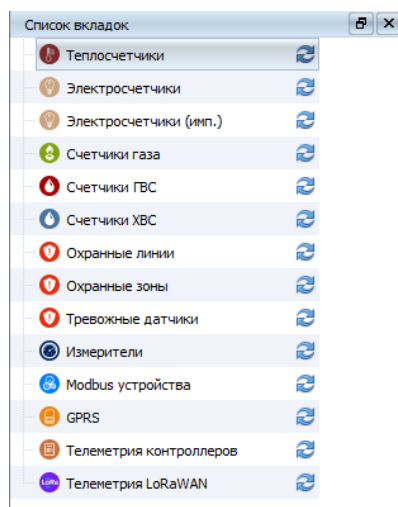 Список вкладок
Теплосчетчики
Электросчетчики
Электросчетчики (имп.)
Счетчики газа
Счетчики ГВС
Счетчики ХВС
Охранные линии
Охранные зоны
Тревожные датчики
Измерители
Modbus устройства
GPRS
Телеметрия контроллеров
LoRa Телеметрия LoRaWAN